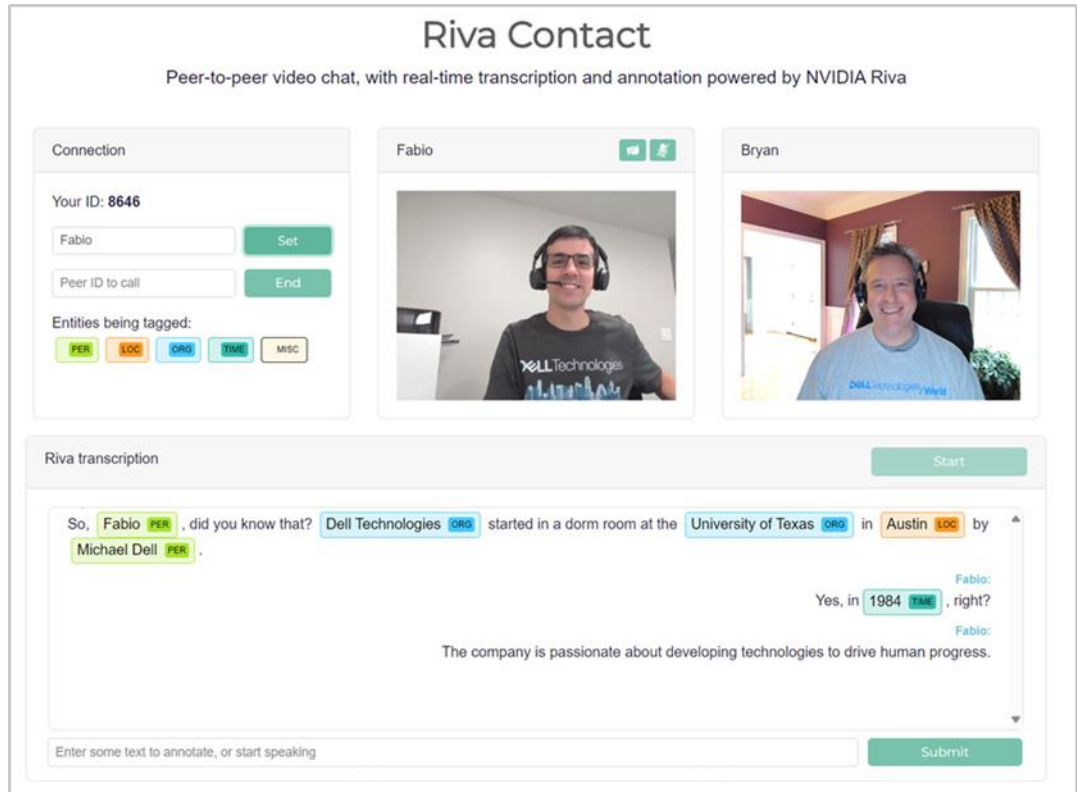 Riva Contact
Peer-to-peer video chat, with real-time transcription and annotation powered by NVIDIA Riva
Connection
Your ID: 8646
Fabio
Set
Peer ID to call
End
Entities being tagged:
PER LOC ORG TIME MISC
Fabio
DELLTechnologies
Bryan
DELLTechnologies World
Riva transcription
Start
So, Fabio PER , did you know that? Dell Technologies ORG started in a dorm room at the University of Texas ORG in Austin LOC by
Michael Dell PER .
Fabio:
Yes, in 1984 TIME , right?
Fabio:
The company is passionate about developing technologies to drive human progress.
Enter some text to annotate, or start speaking
Submit